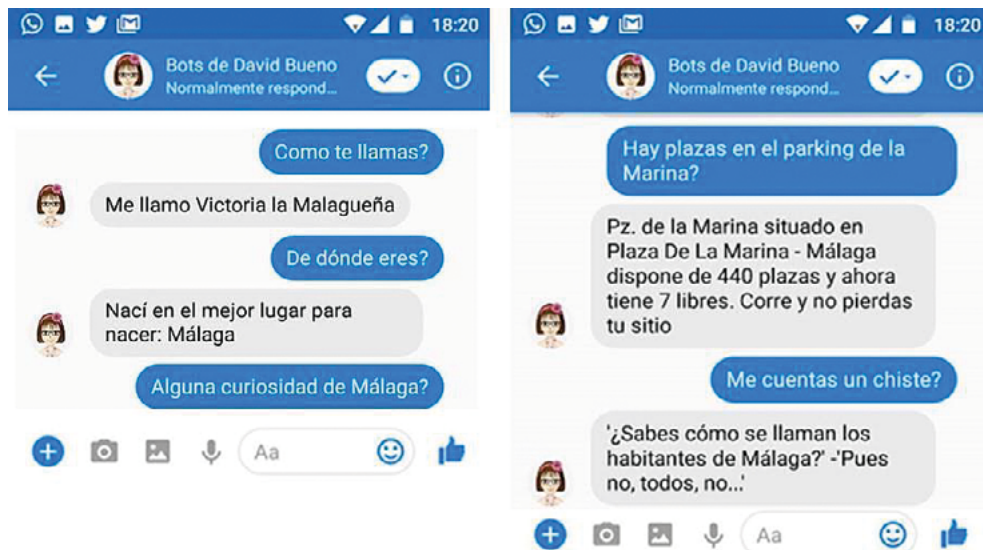 18:20
Bots de David Bueno
Normalmente respond...
Como te llamas?
Me llamo Victoria la Malagueña
De dónde eres?
Nací en el mejor lugar para
nacer: Málaga
Alguna curiosidad de Málaga?
Aa
18:20
Bots de David Bueno
Normalmente respond...
Hay plazas en el parking de la
Marina?
Pz. de la Marina situado en
Plaza De La Marina - Málaga
dispone de 440 plazas y ahora
tiene 7 libres. Corre y no pierdas
tu sitio
Me cuentas un chiste?
'¿Sabes cómo se llaman los
habitantes de Málaga?' -'Pues
no, todos, no...'
Aa